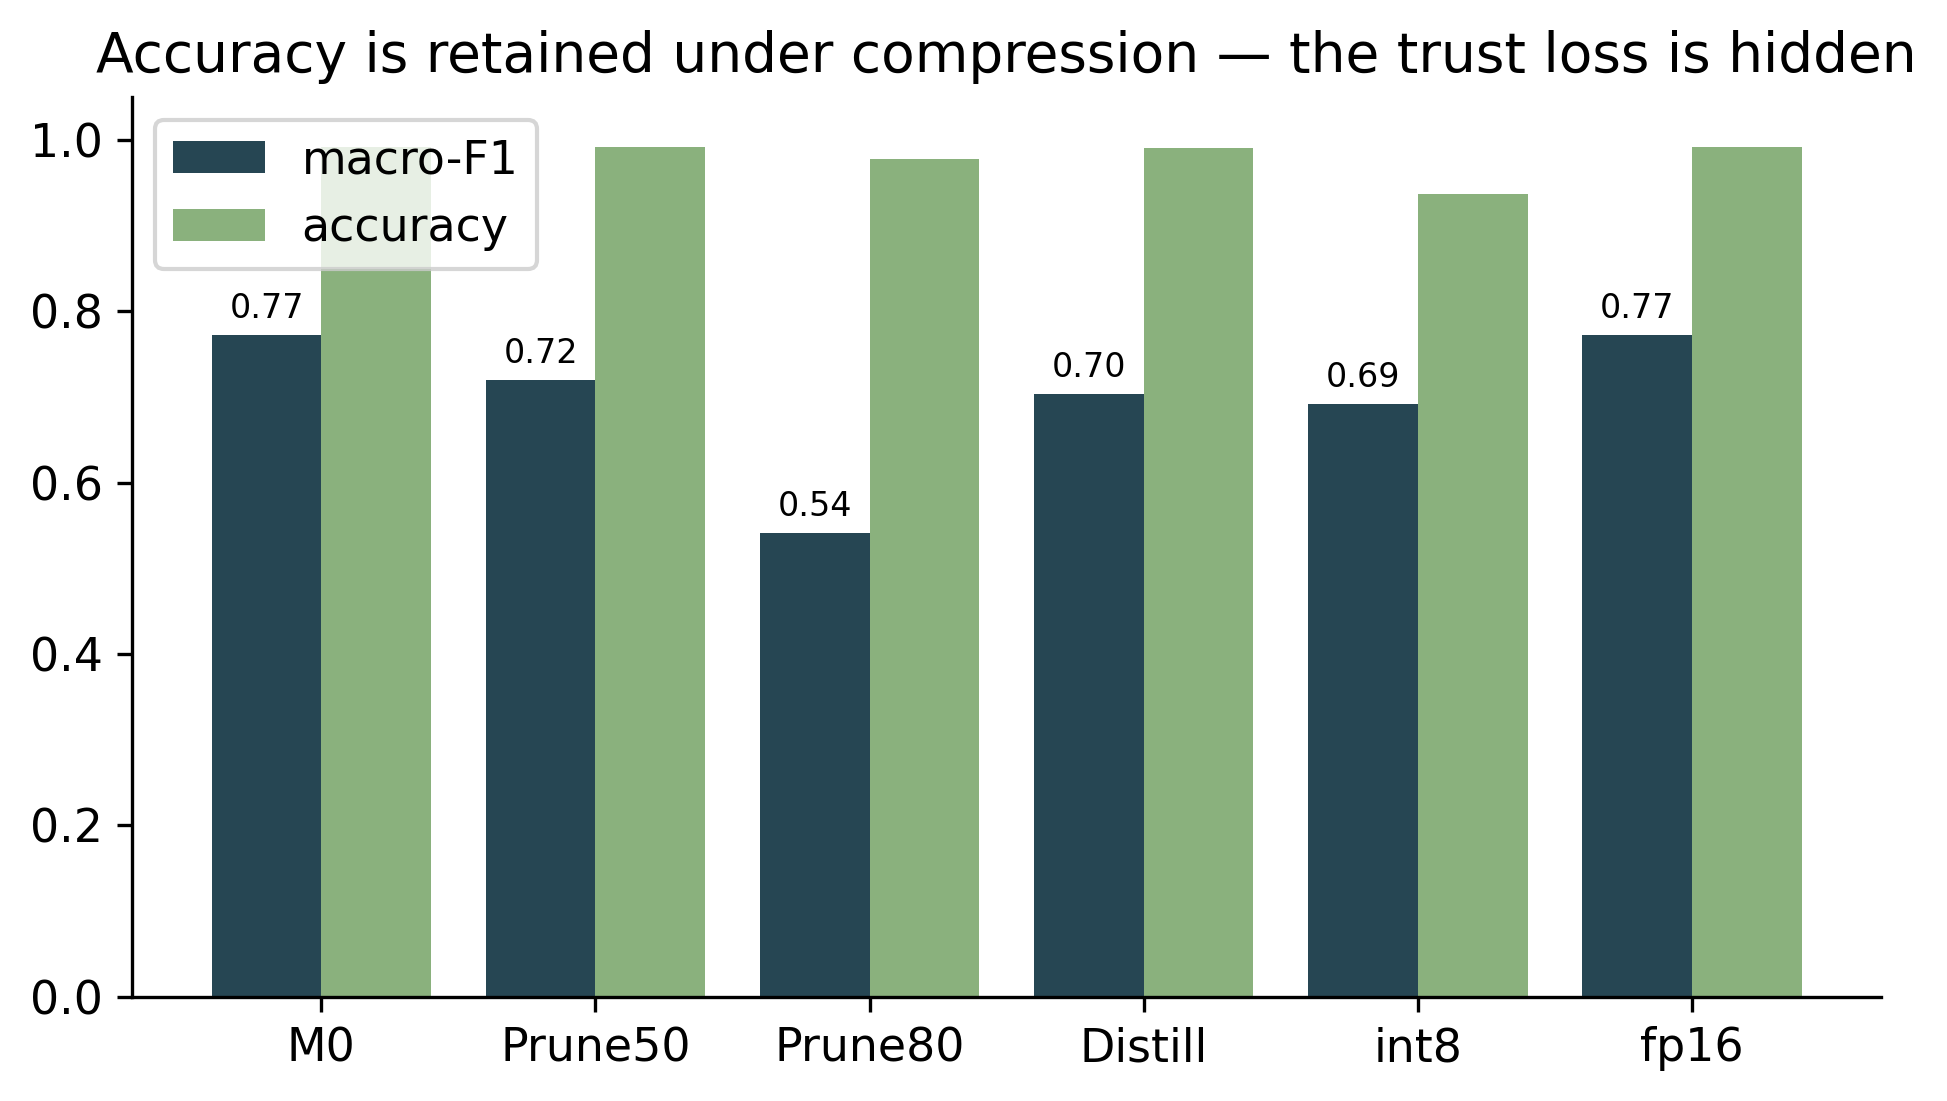 Accuracy is retained under compression — the trust loss is hidden
macro-F1
accuracy
1.0
0.8
0.6
0.4
0.2
0.0
0.77
0.72
0.54
0.70
0.69
0.77
M0
Prune50
Prune80
Distill
int8
fp16